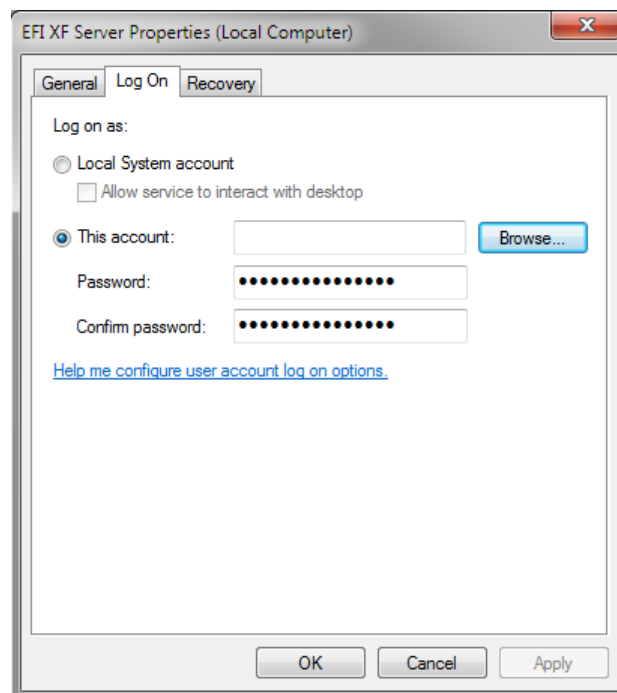 EFI XF Server Properties (Local Computer)
General Log On Recovery
Log on as:
Local System account
Allow service to interact with desktop
This account: Browse...
Password: •••••••••••••••
Confirm password: •••••••••••••••
Help me configure user account log on options.
OK Cancel Apply